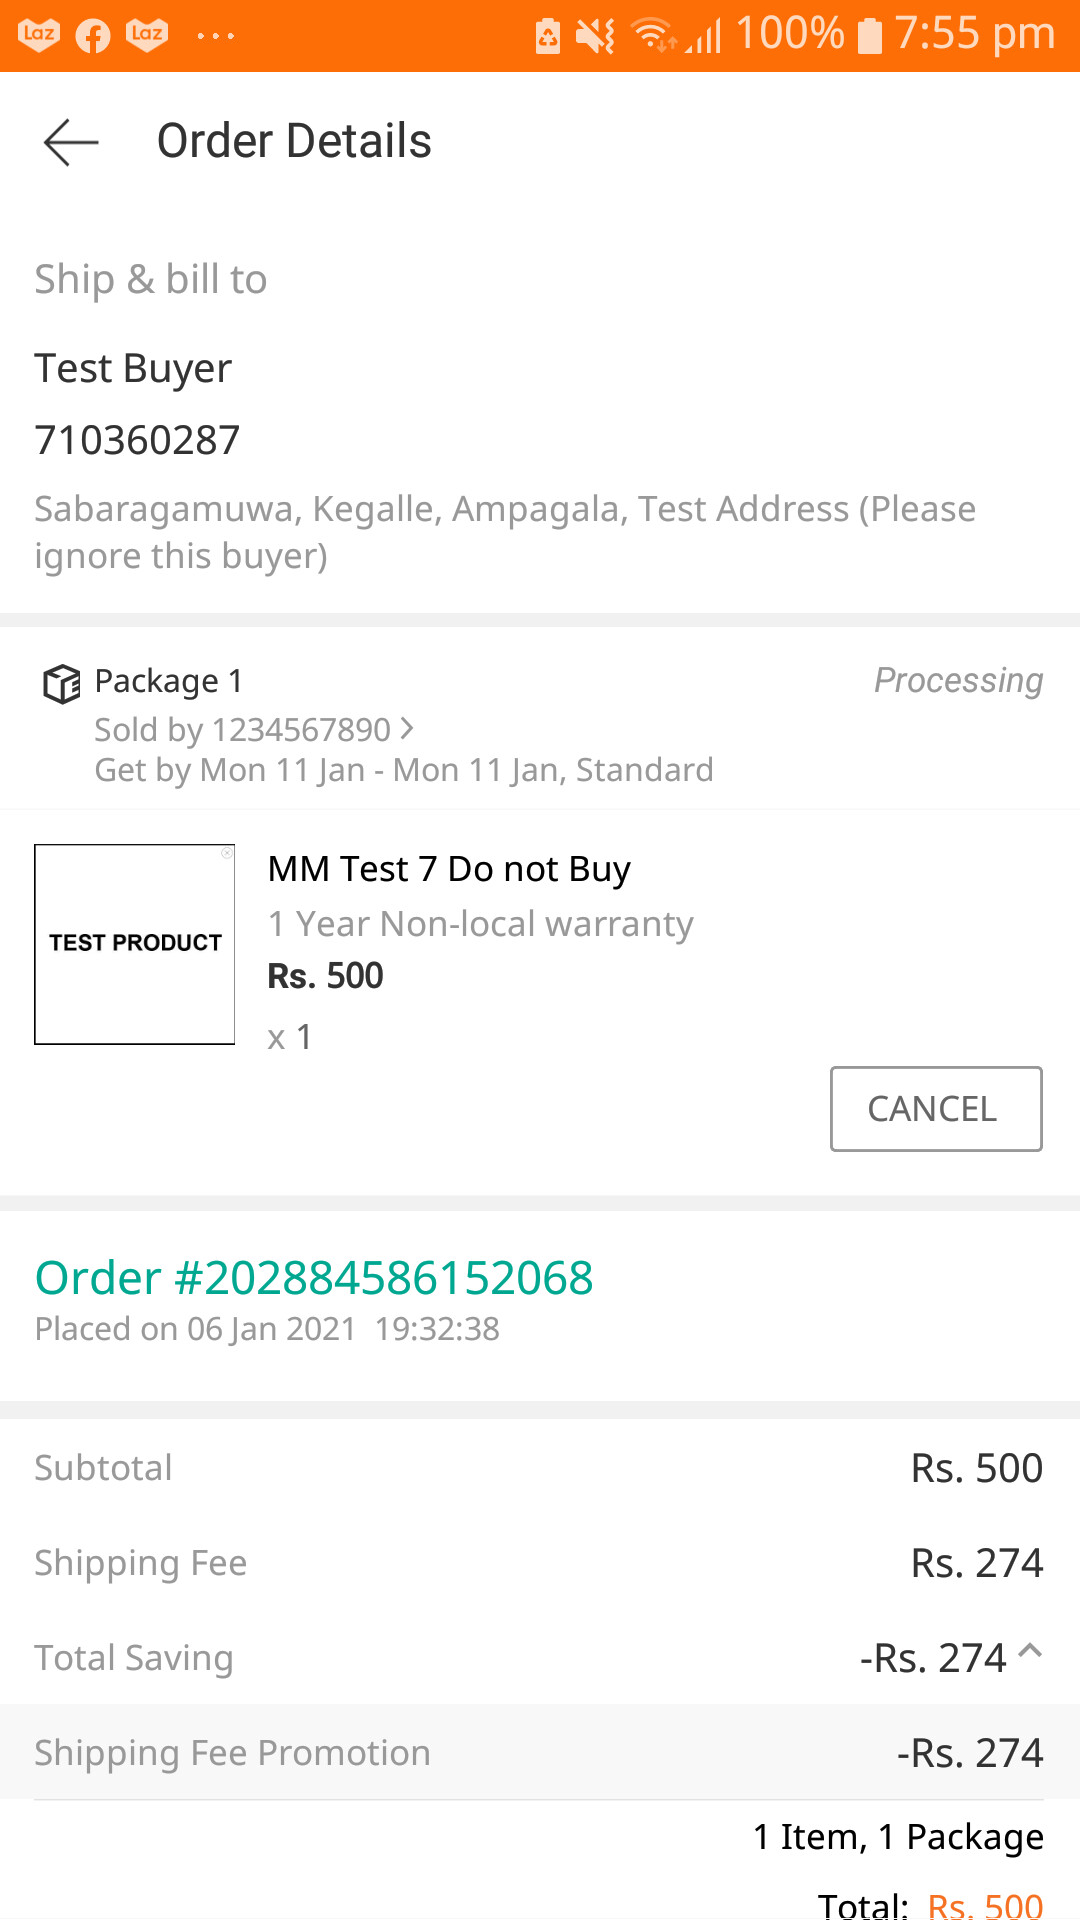 Laz Laz 100% 7:55 pm
Order Details
Ship & bill to
Test Buyer
710360287
Sabaragamuwa, Kegalle, Ampagala, Test Address (Please
ignore this buyer)
Package 1 Processing
Sold by 1234567890 >
Get by Mon 11 Jan - Mon 11 Jan, Standard
TEST PRODUCT
MM Test 7 Do not Buy
1 Year Non-local warranty
Rs. 500
x 1
CANCEL
Order #202884586152068
Placed on 06 Jan 2021 19:32:38
Subtotal Rs. 500
Shipping Fee Rs. 274
Total Saving -Rs. 274
Shipping Fee Promotion -Rs. 274
1 Item, 1 Package
Total: Rs. 500